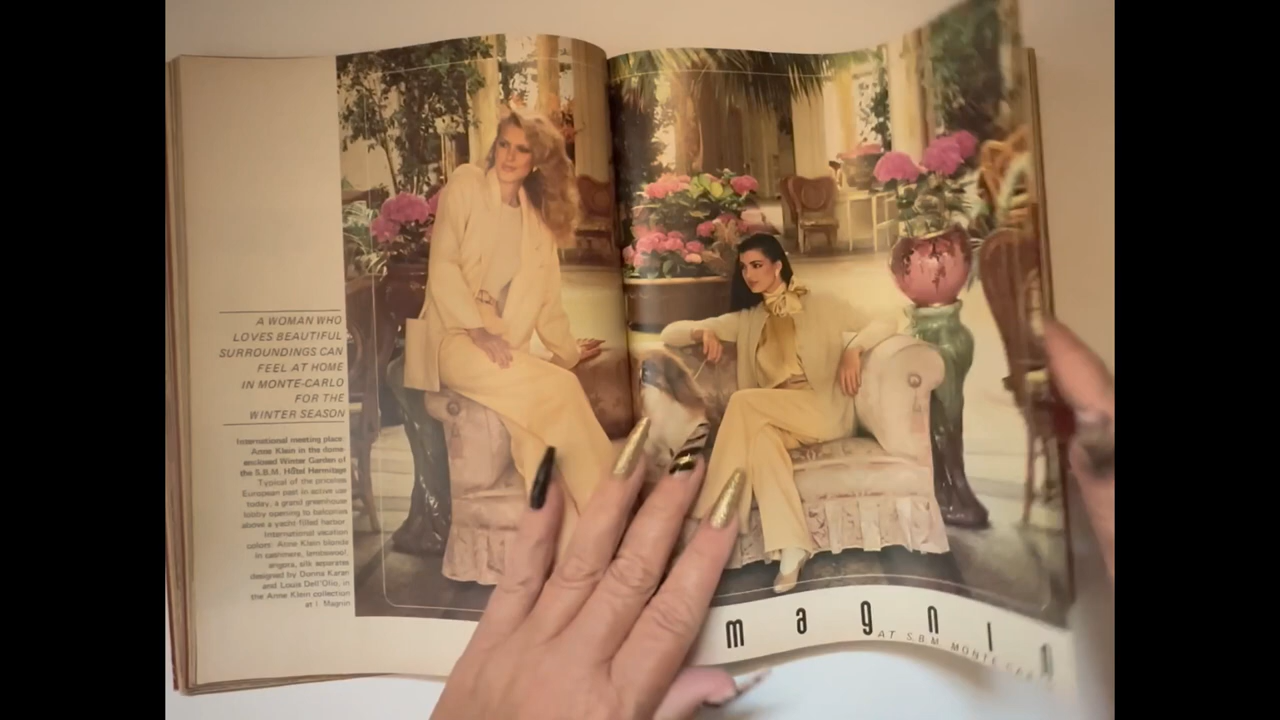 A WOMAN WHO
LOVES BEAUTIFUL
SURROUNDINGS CAN
FEEL AT HOME
IN MONTE-CARLO
FOR THE
WINTER SEASON
International meeting place:
Anne Klein in the dome-
enclosed Winter Garden of
the S.B.M. Hôtel Hermitage
Typical of the princess
European past in active use
today, a grand greenhouse
lobby opening to balconies
above a yacht-filled harbor.
International vacation
colors: Anne Klein blonde
in cashmere, lambswool,
angora, silk separates
designed by Donna Karan
and Louis Dell'Olio, in
the Anne Klein collection
at I. Magnin
magnin
AT S.B.M. MONTE-CARLO